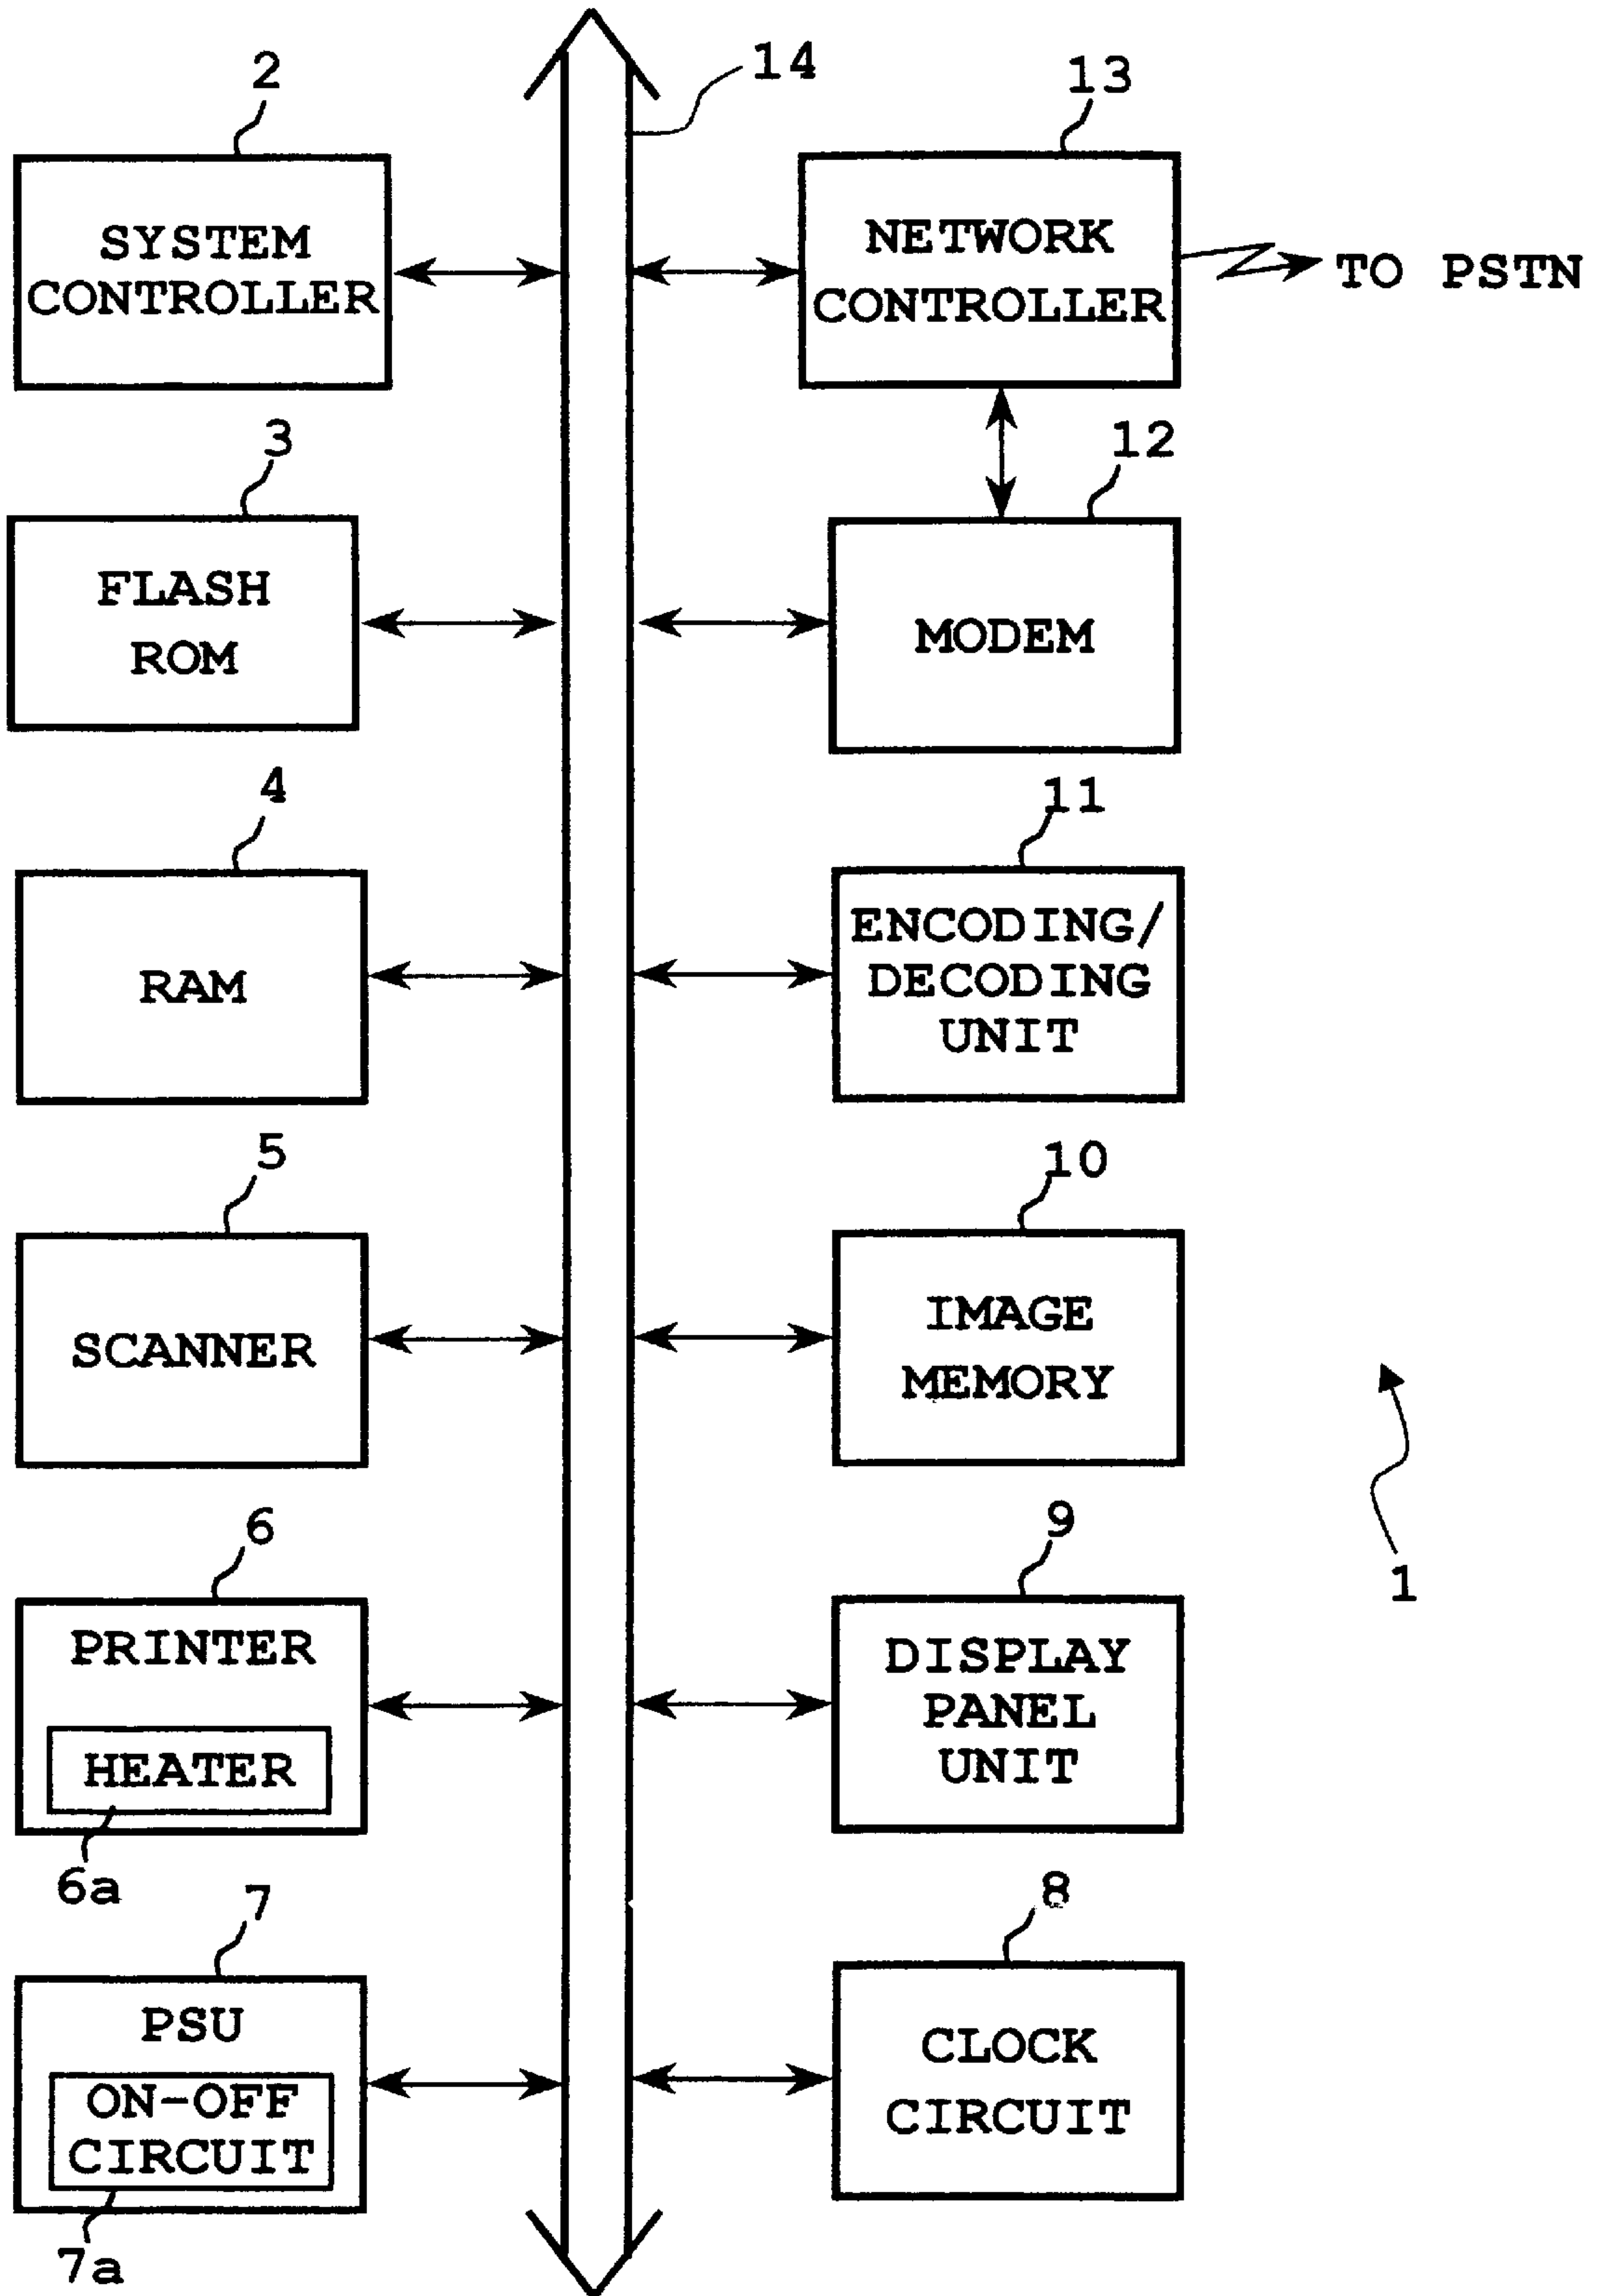 14
2
SYSTEM
CONTROLLER
13
NETWORK
CONTROLLER
TO PSTN
3
FLASH
ROM
12
MODEM
4
RAM
11
ENCODING/
DECODING
UNIT
5
SCANNER
10
IMAGE
MEMORY
1
6
PRINTER
HEATER
6a
9
DISPLAY
PANEL
UNIT
7
PSU
ON-OFF
CIRCUIT
7a
8
CLOCK
CIRCUIT